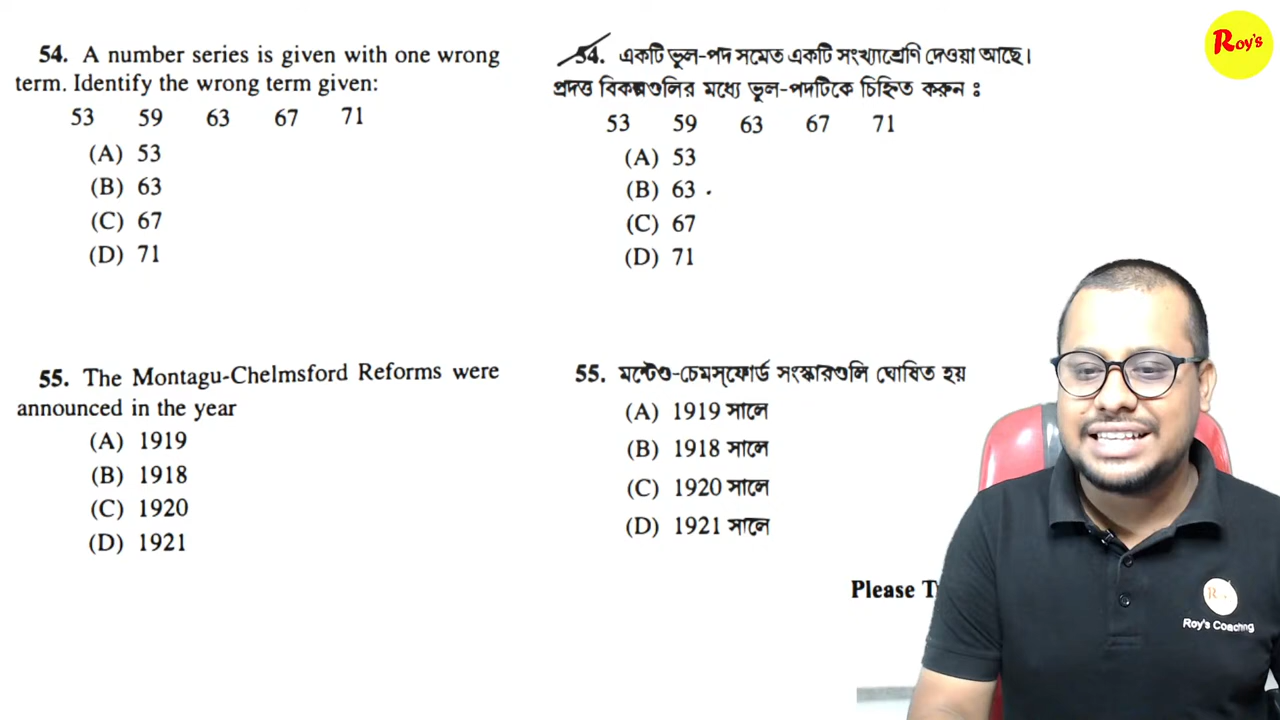 54. A number series is given with one wrong
term. Identify the wrong term given:
53 59 63 67 71
(A) 53
(B) 63
(C) 67
(D) 71
55. The Montagu-Chelmsford Reforms were
announced in the year
(A) 1919
(B) 1918
(C) 1920
(D) 1921
54. একটি ভুল-পদ সমেত একটি সংখ্যাশ্রেণি দেওয়া আছে।
প্রদত্ত বিকল্পগুলির মধ্যে ভুল-পদটিকে চিহ্নিত করুন ঃ
53 59 63 67 71
(A) 53
(B) 63
(C) 67
(D) 71
55. মন্টেগু-চেমস্‌ফোর্ড সংস্কারগুলি ঘোষিত হয়
(A) 1919 সালে
(B) 1918 সালে
(C) 1920 সালে
(D) 1921 সালে
Please
Roy's
Roy's Coaching